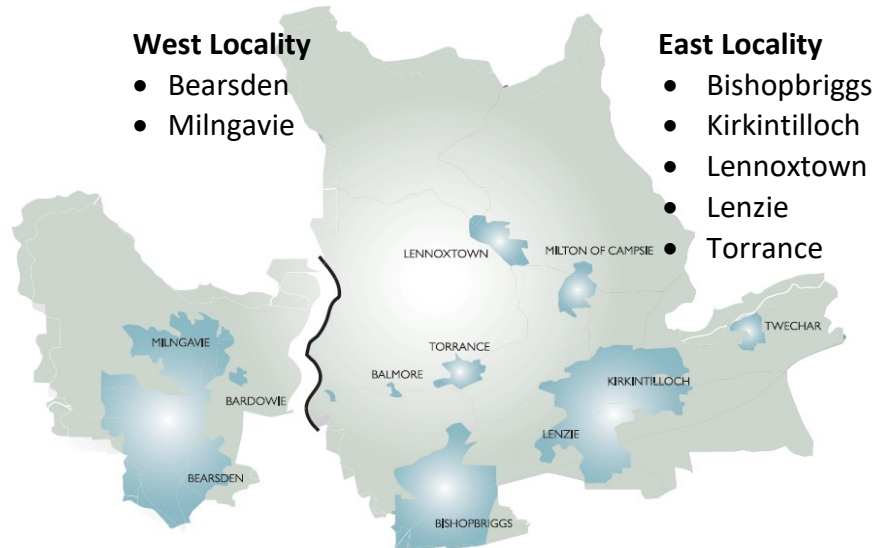 West Locality
• Bearsden
• Milngavie
East Locality
• Bishopbriggs
• Kirkintilloch
• Lennoxtown
• Lenzie
• Torrance
LENNOXTOWN
MILTON OF CAMPSIE
TWECHAR
MILNGAVIE
TORRANCE
BALMORE
KIRKINTILLOCH
BARDOWIE
LENZIE
BEARSDEN
BISHOPBRIGGS